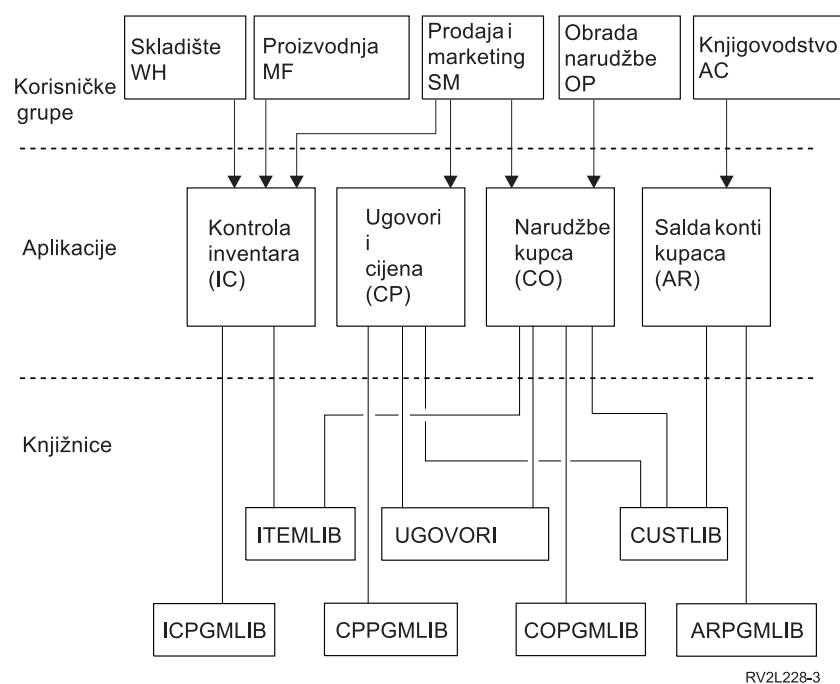 Korisničke
grupe
Skladište
WH
Proizvodnja
MF
Prodaja i
marketing
SM
Obrada
narudžbe
OP
Knjigovodstvo
AC
Aplikacije
Kontrola
inventara
(IC)
Ugovori
i
cijena
(CP)
Narudžbe
kupca
(CO)
Salda konti
kupaca
(AR)
Knjižnice
ITEMLIB
UGOVORI
CUSTLIB
ICPGMLIB
CPPGMLIB
COPGMLIB
ARPGMLIB
RV2L228-3